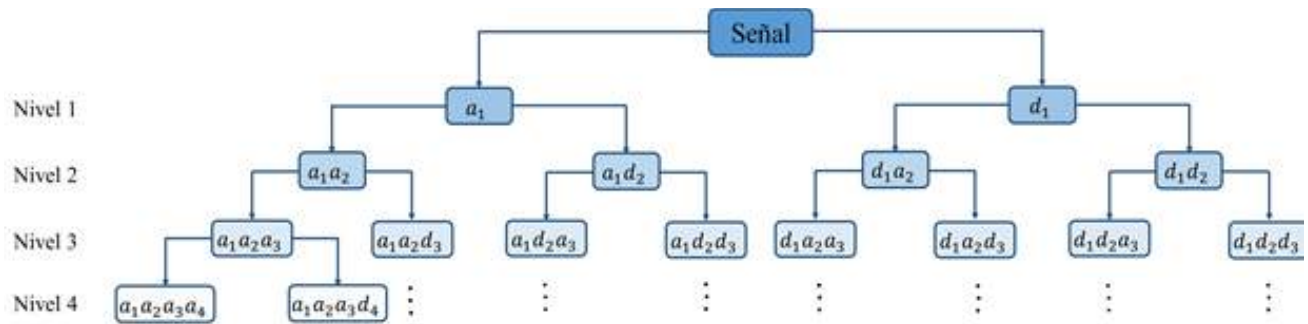 Señal
Nivel 1 a₁ d₁
Nivel 2 a₁a₂ a₁d₂ d₁a₂ d₁d₂
Nivel 3 a₁a₂a₃ a₁a₂d₃ a₁d₂a₃ a₁d₂d₃ d₁a₂a₃ d₁a₂d₃ d₁d₂a₃ d₁d₂d₃
Nivel 4 a₁a₂a₃a₄ a₁a₂a₃d₄